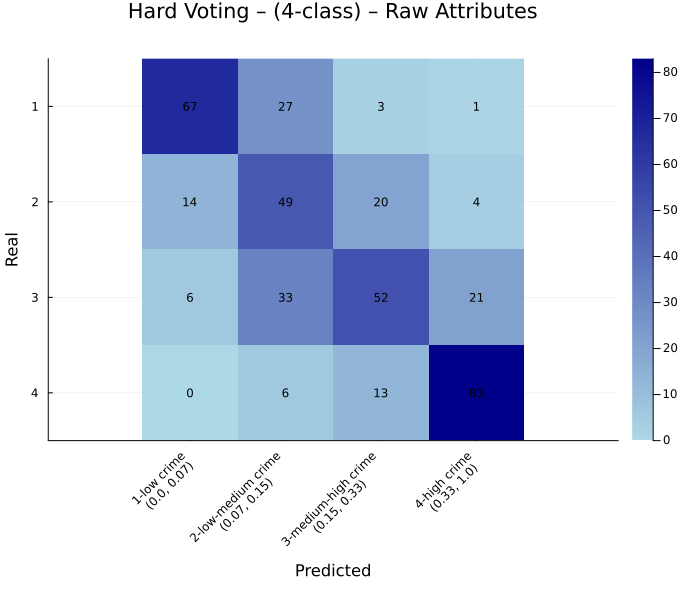 Hard Voting – (4-class) – Raw Attributes
Real
1
67 27 3 1
2
14 49 20 4
3
6 33 52 21
4
0 6 13 83
80
70
60
50
40
30
20
10
0
1-low crime
(0.0, 0.07)
2-low-medium crime
(0.07, 0.15)
3-medium-high crime
(0.15, 0.33)
4-high crime
(0.33, 1.0)
Predicted